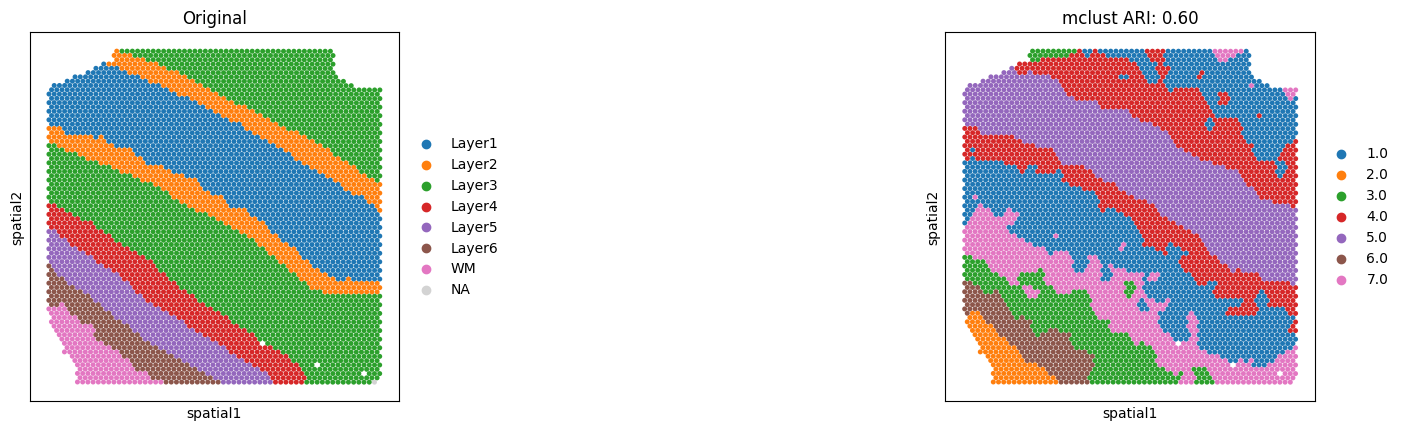 Original
spatial2
spatial1
Layer1
Layer2
Layer3
Layer4
Layer5
Layer6
WM
NA
mclust ARI: 0.60
spatial2
spatial1
1.0
2.0
3.0
4.0
5.0
6.0
7.0